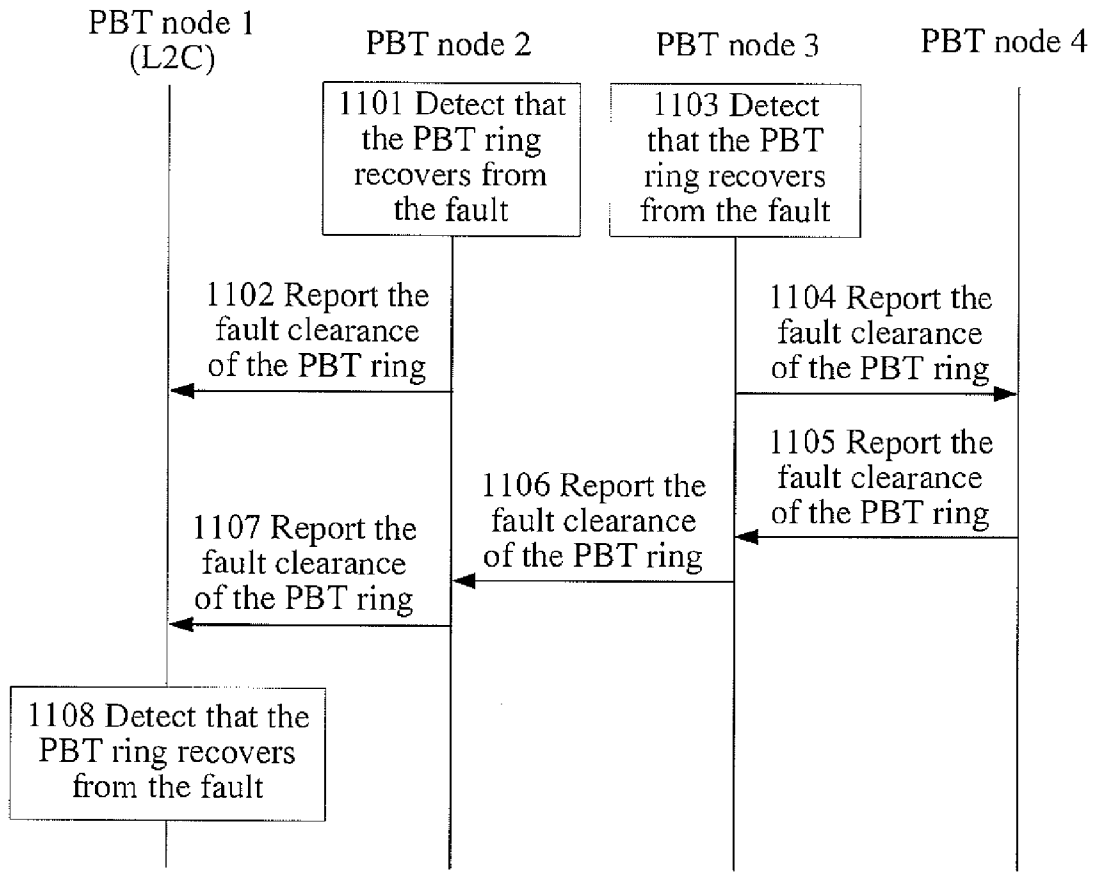 PBT node 1
(L2C)
PBT node 2
PBT node 3
PBT node 4
1101 Detect that
the PBT ring
recovers from
the fault
1103 Detect
that the PBT
ring recovers
from the fault
1102 Report the
fault clearance
of the PBT ring
1104 Report the
fault clearance
of the PBT ring
1105 Report the
fault clearance
of the PBT ring
1106 Report the
fault clearance
of the PBT ring
1107 Report the
fault clearance
of the PBT ring
1108 Detect that the
PBT ring recovers
from the fault